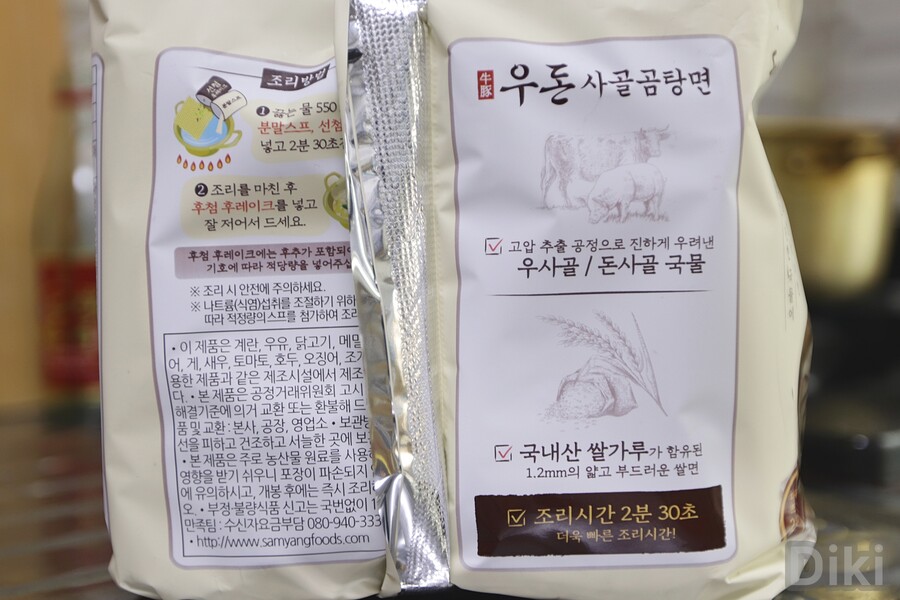 조리방법
선첨
분말스프
❶ 끓는 물 550
분말스프, 선첨
넣고 2분 30초
❷ 조리를 마친 후
후첨 후레이크를 넣고
잘 저어서 드세요.
후첨 후레이크에는 후추가 포함되어
기호에 따라 적당량을 넣어주십
※ 조리 시 안전에 주의하세요.
※ 나트륨(식염)섭취를 조절하기 위하
따라 적정량의 스프를 첨가하여 조리
• 이 제품은 계란, 우유, 닭고기, 메밀
어, 게, 새우, 토마토, 호두, 오징어, 조개
용한 제품과 같은 제조시설에서 제조
다. • 본 제품은 공정거래위원회 고시
해결기준에 의거 교환 또는 환불해 드
품 및 교환 : 본사, 공장, 영업소 • 보관방
선을 피하고 건조하고 서늘한 곳에 보
• 본 제품은 주로 농산물 원료를 사용
영향을 받기 쉬우니 포장이 파손되지
에 유의하시고, 개봉 후에는 즉시 조리
오. • 부정·불량식품 신고는 국번없이 1
만족팀 : 수신자요금부담 080-940-333
• http://www.samyangfoods.com
牛豚 우돈 사골곰탕면
고압 추출 공정으로 진하게 우려낸
우사골 / 돈사골 국물
국내산 쌀가루가 함유된
1.2mm의 얇고 부드러운 쌀면
조리시간 2분 30초
더욱 빠른 조리시간!
Diki